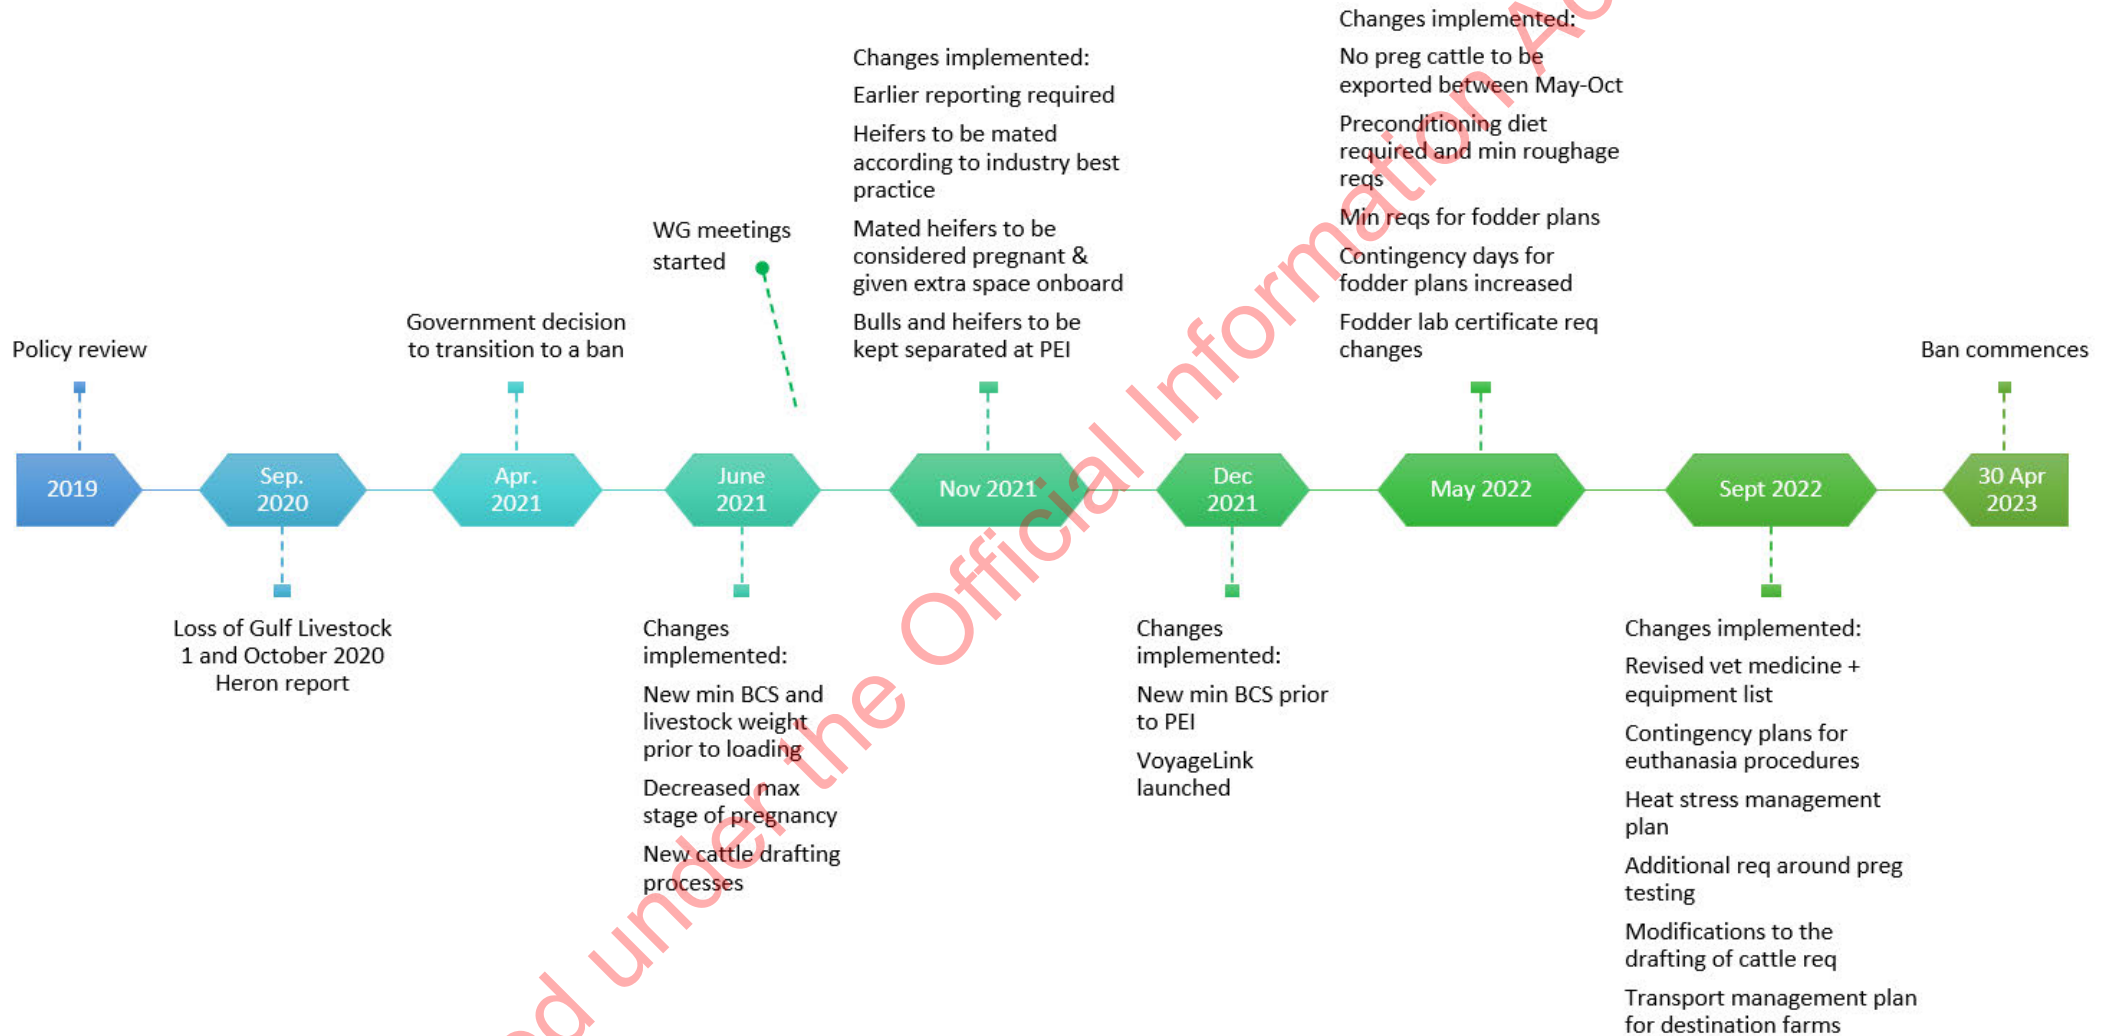 Policy review
2019
Sep.
2020
Loss of Gulf Livestock
1 and October 2020
Heron report
Government decision
to transition to a ban
Apr.
2021
WG meetings
started
June
2021
Changes
implemented:
New min BCS and
livestock weight
prior to loading
Decreased max
stage of pregnancy
New cattle drafting
processes
Changes implemented:
Earlier reporting required
Heifers to be mated
according to industry best
practice
Mated heifers to be
considered pregnant &
given extra space onboard
Bulls and heifers to be
kept separated at PEI
Nov 2021
Dec
2021
Changes
implemented:
New min BCS prior
to PEI
VoyageLink
launched
Changes implemented:
No preg cattle to be
exported between May-Oct
Preconditioning diet
required and min roughage
reqs
Min reqs for fodder plans
Contingency days for
fodder plans increased
Fodder lab certificate req
changes
May 2022
Sept 2022
Changes implemented:
Revised vet medicine +
equipment list
Contingency plans for
euthanasia procedures
Heat stress management
plan
Additional req around preg
testing
Modifications to the
drafting of cattle req
Transport management plan
for destination farms
Ban commences
30 Apr
2023
under the Official Information